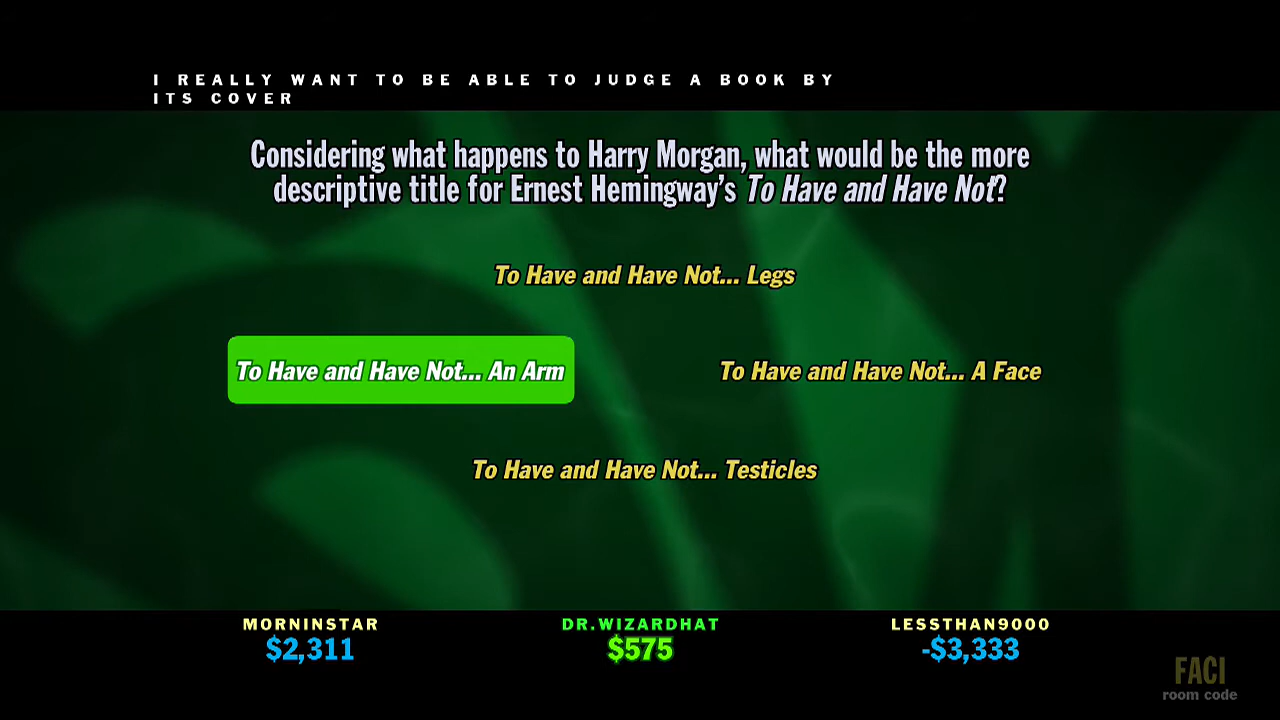 I REALLY WANT TO BE ABLE TO JUDGE A BOOK BY
ITS COVER
Considering what happens to Harry Morgan, what would be the more
descriptive title for Ernest Hemingway's To Have and Have Not?
To Have and Have Not... Legs
To Have and Have Not... An Arm
To Have and Have Not... A Face
To Have and Have Not... Testicles
MORNINSTAR
$2,311
DR.WIZARDHAT
$575
LESSTHAN9000
-$3,333
FACI
room code